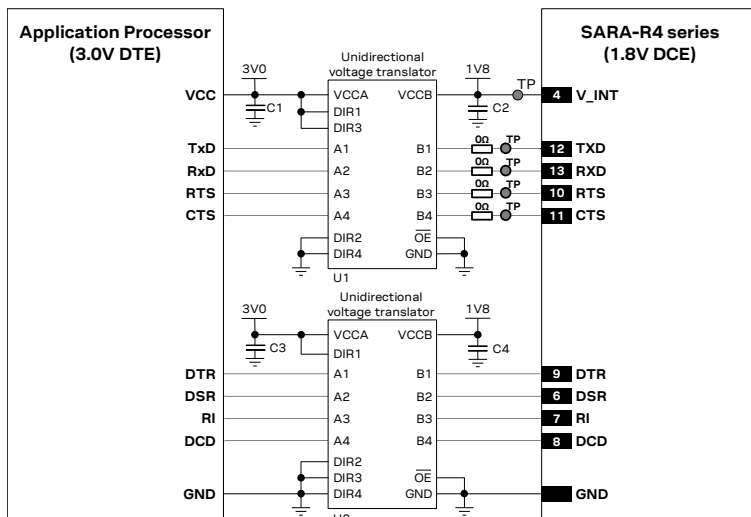 Application Processor
(3.0V DTE)
SARA-R4 series
(1.8V DCE)
Unidirectional
voltage translator
3V0
1V8
TP
VCC
C1
VCCA
VCCB
C2
4 V_INT
DIR1
DIR3
0Ω TP
TxD A1 B1 12 TXD
0Ω TP
RxD A2 B2 13 RXD
0Ω TP
RTS A3 B3 10 RTS
0Ω TP
CTS A4 B4 11 CTS
DIR2 OE
DIR4 GND
U1
Unidirectional
voltage translator
3V0
1V8
VCCA VCCB
C3
DIR1
C4
DTR A1 B1 9 DTR
DSR A2 B2 6 DSR
RI A3 B3 7 RI
DCD A4 B4 8 DCD
DIR2
DIR3 OE
GND DIR4 GND GND